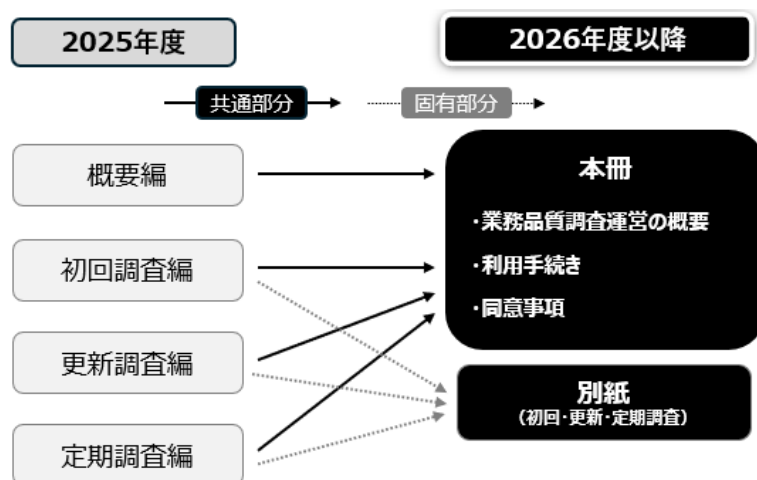 2025年度
2026年度以降
共通部分
固有部分
概要編
初回調査編
更新調査編
定期調査編
本冊
・業務品質調査運営の概要
・利用手続き
・同意事項
別紙
(初回・更新・定期調査)